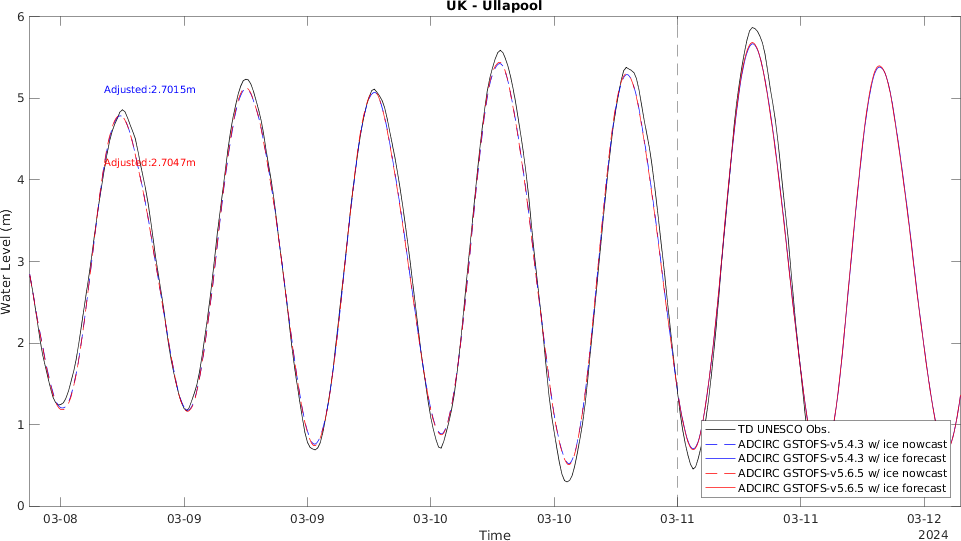 UK - Ullapool
6
5
4
3
2
1
0
Water Level (m)
Adjusted:2.7015m
Adjusted:2.7047m
TD UNESCO Obs.
ADCIRC GSTOFS-v5.4.3 w/ ice nowcast
ADCIRC GSTOFS-v5.4.3 w/ ice forecast
ADCIRC GSTOFS-v5.6.5 w/ ice nowcast
ADCIRC GSTOFS-v5.6.5 w/ ice forecast
03-08 03-09 03-09 03-10 03-10 03-11 03-11 03-12
Time
2024